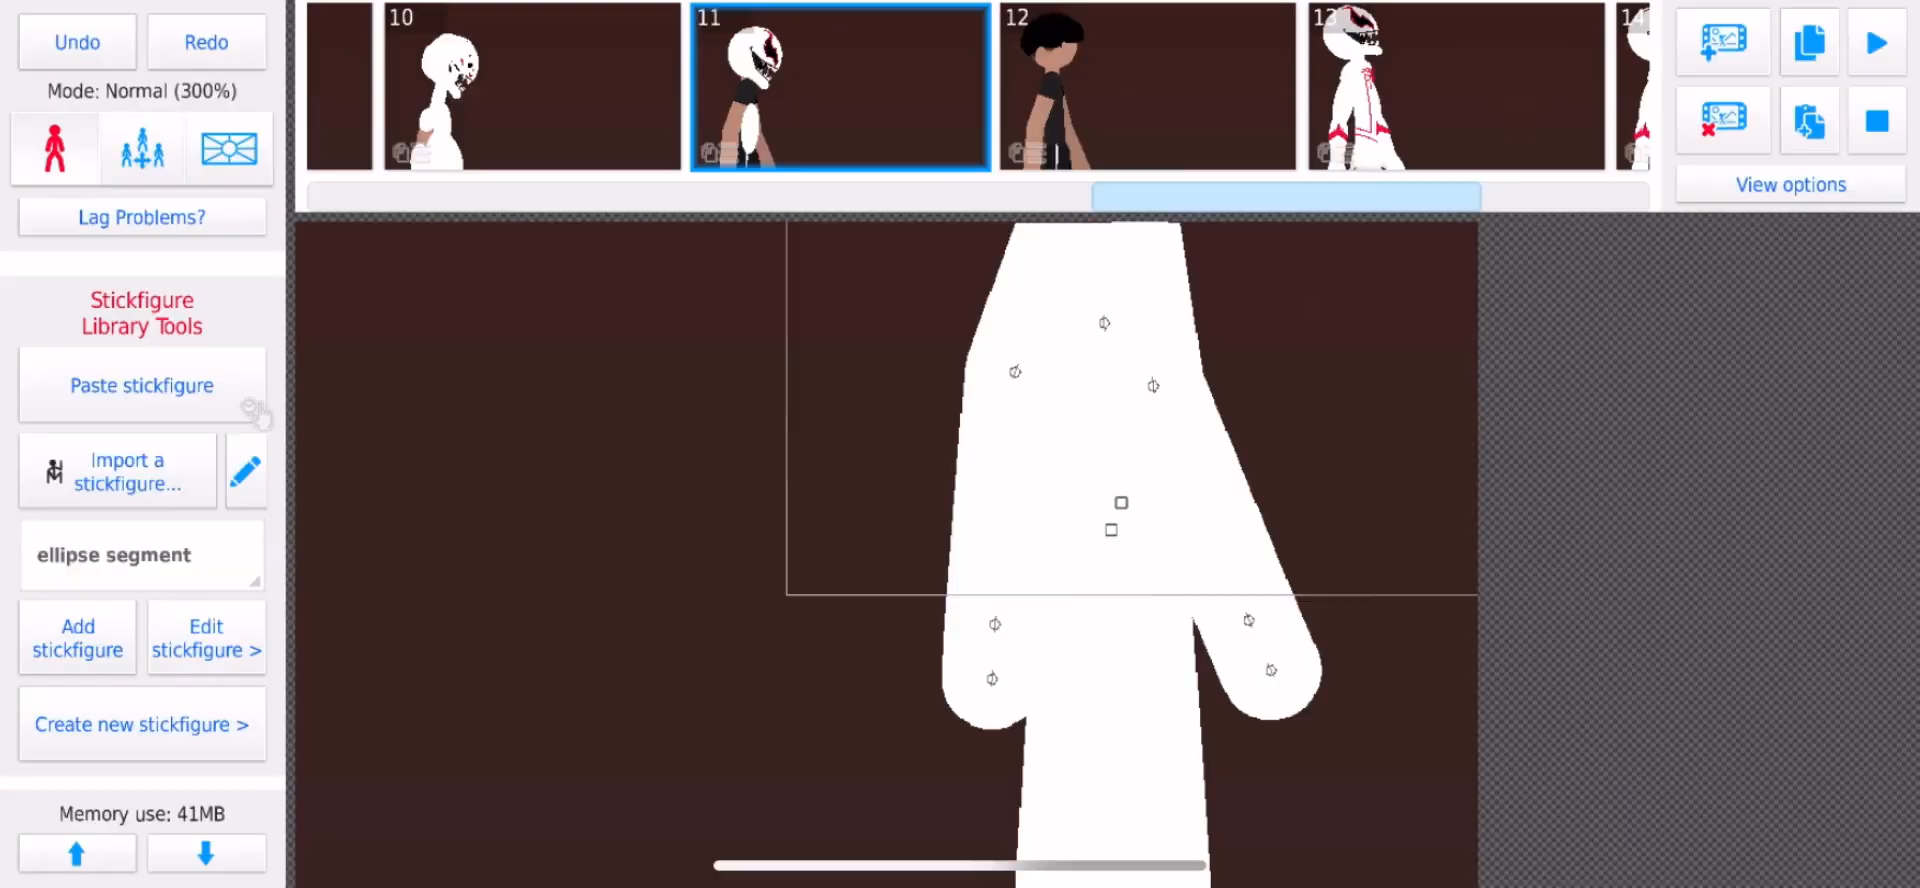 Undo
Redo
Mode: Normal (300%)
Lag Problems?
Stickfigure
Library Tools
Paste stickfigure
Import a
stickfigure...
ellipse segment
Add
stickfigure
Edit
stickfigure >
Create new stickfigure >
Memory use: 41MB
10
11
12
13
14
View options